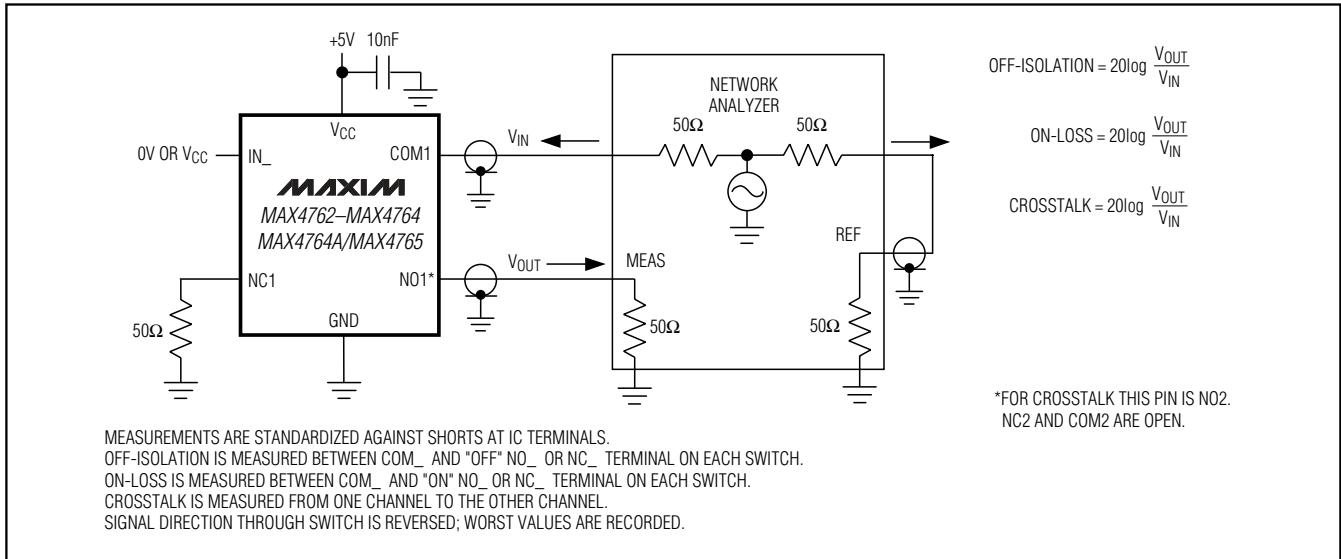 +5V 10nF
VCC
0V OR VCC
IN_
COM1
MAXIM
MAX4762–MAX4764
MAX4764A/MAX4765
NC1
NO1*
GND
50Ω
VIN
VOUT
NETWORK
ANALYZER
50Ω 50Ω
MEAS
REF
50Ω 50Ω
OFF-ISOLATION = 20log VOUT/VIN
ON-LOSS = 20log VOUT/VIN
CROSSTALK = 20log VOUT/VIN
*FOR CROSSTALK THIS PIN IS NO2.
NC2 AND COM2 ARE OPEN.
MEASUREMENTS ARE STANDARDIZED AGAINST SHORTS AT IC TERMINALS.
OFF-ISOLATION IS MEASURED BETWEEN COM_ AND "OFF" NO_ OR NC_ TERMINAL ON EACH SWITCH.
ON-LOSS IS MEASURED BETWEEN COM_ AND "ON" NO_ OR NC_ TERMINAL ON EACH SWITCH.
CROSSTALK IS MEASURED FROM ONE CHANNEL TO THE OTHER CHANNEL.
SIGNAL DIRECTION THROUGH SWITCH IS REVERSED; WORST VALUES ARE RECORDED.